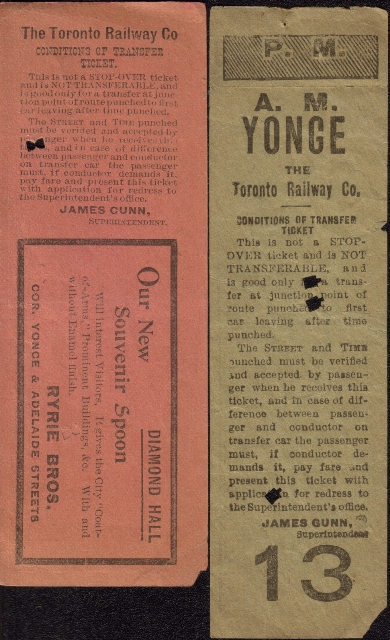 The Toronto Railway Co
CONDITIONS OF TRANSFER
TICKET.
This is not a STOP-OVER ticket
and is NOT TRANSFERABLE, and
is good only for a transfer at junc-
tion point of route punched to first
car leaving after time punched.
The STREET and TIME punched
must be verified and accepted by
nger when he receives this
, and in case of difference
between passenger and conductor
on transfer car the passenger
must, if conductor demands it,
pay fare and present this ticket
with application for redress to
the Superintendent's office.
JAMES GUNN,
SUPERINTENDENT.
DIAMOND HALL
Our New
Souvenir Spoon
Will interest Visitors. It gives the City "Coat-
of-Arms," Prominent Buildings, &c. With and
without Enamel finish.
RYRIE BROS.
COR. YONGE & ADELAIDE STREETS
P. M.
A. M.
YONGE
THE
Toronto Railway Co.
CONDITIONS OF TRANSFER
TICKET
This is not a STOP-
OVER ticket and is NOT
TRANSFERABLE, and
is good only a trans-
fer at junction point of
route punched to first
car leaving after time
punched.
The STREET and TIME
punched must be verified
and accepted by passen-
ger when he receives this
ticket, and in case of dif-
ference between passen-
ger and conductor on
transfer car the passenger
must, if conductor de-
mands it, pay fare and
present this ticket with
application for redress to
the Superintendent's office.
JAMES GUNN,
Superintendent
13